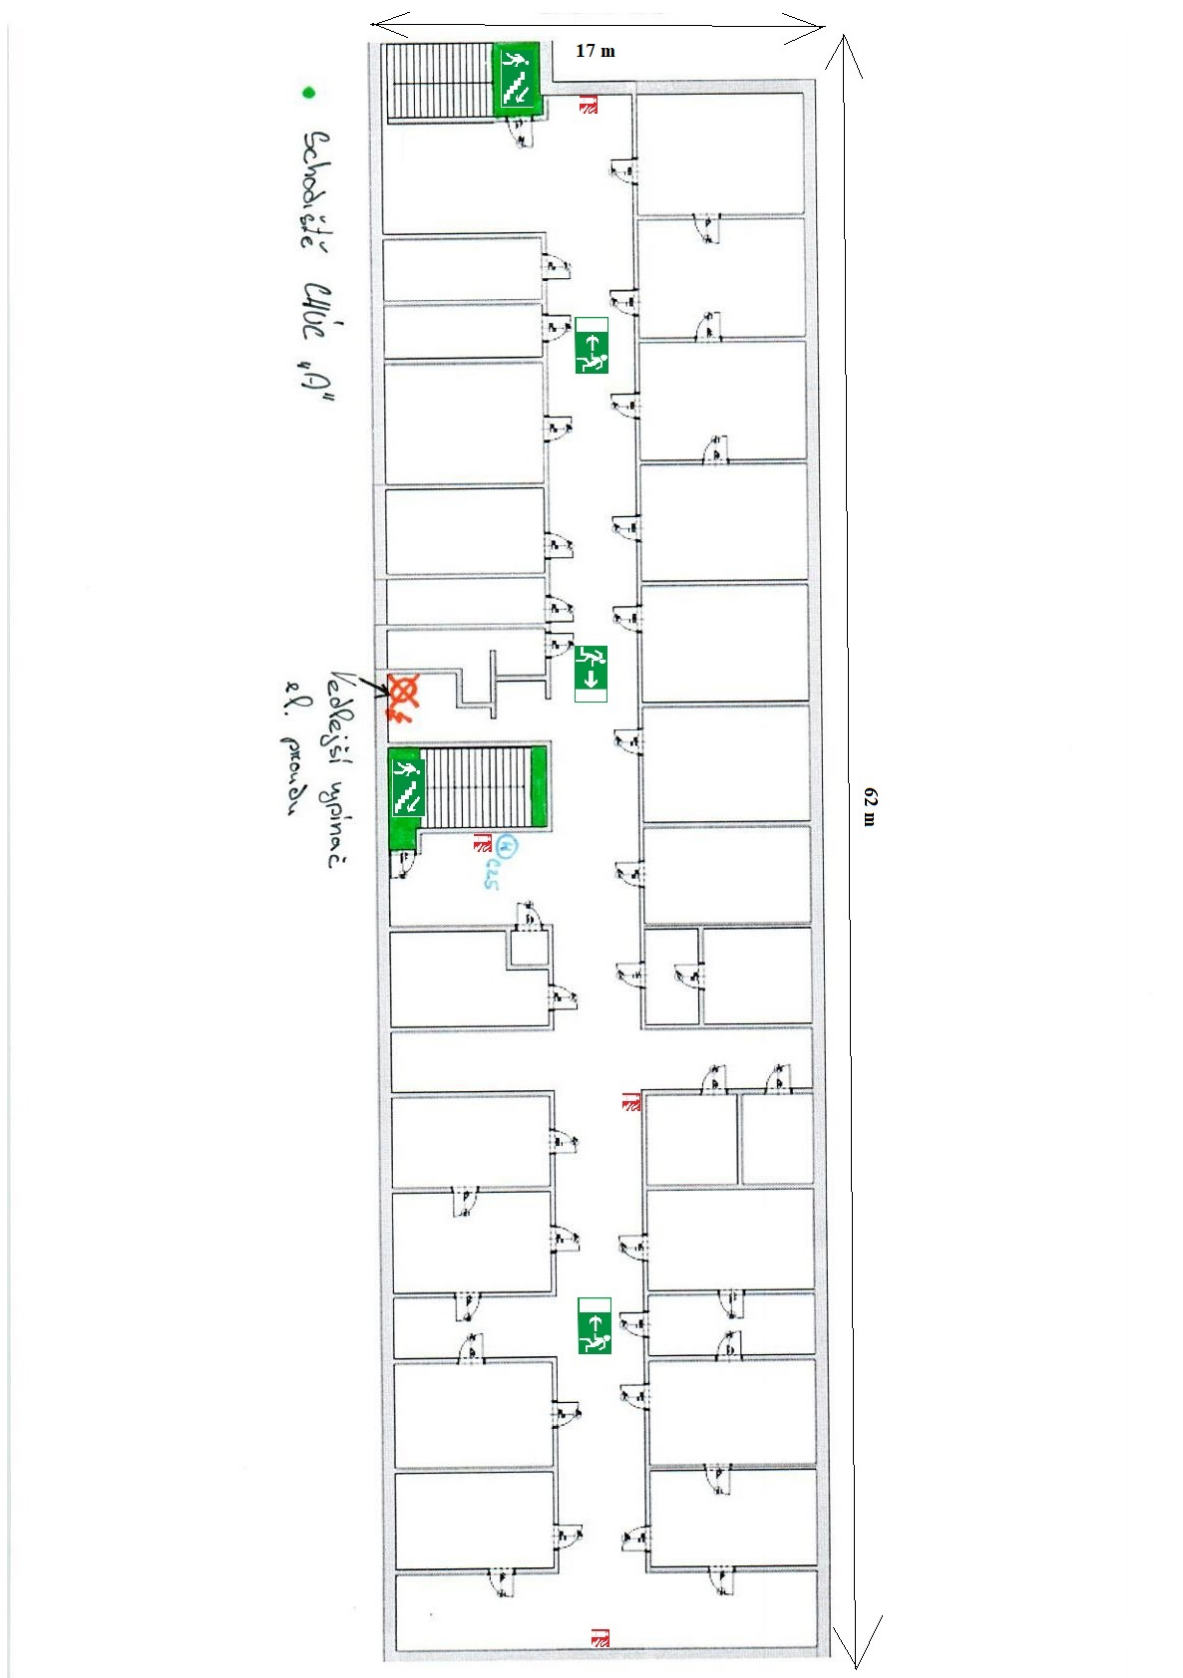 17 m
62 m
• Schodiště CHÚC „A"
Vedlejší vypínač
el. proudu
H C25